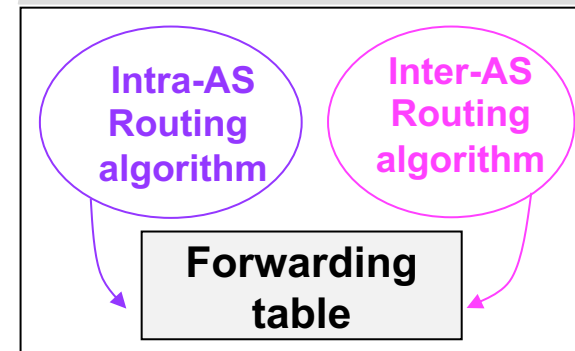 Intra-AS
Routing
algorithm
Inter-AS
Routing
algorithm
Forwarding
table